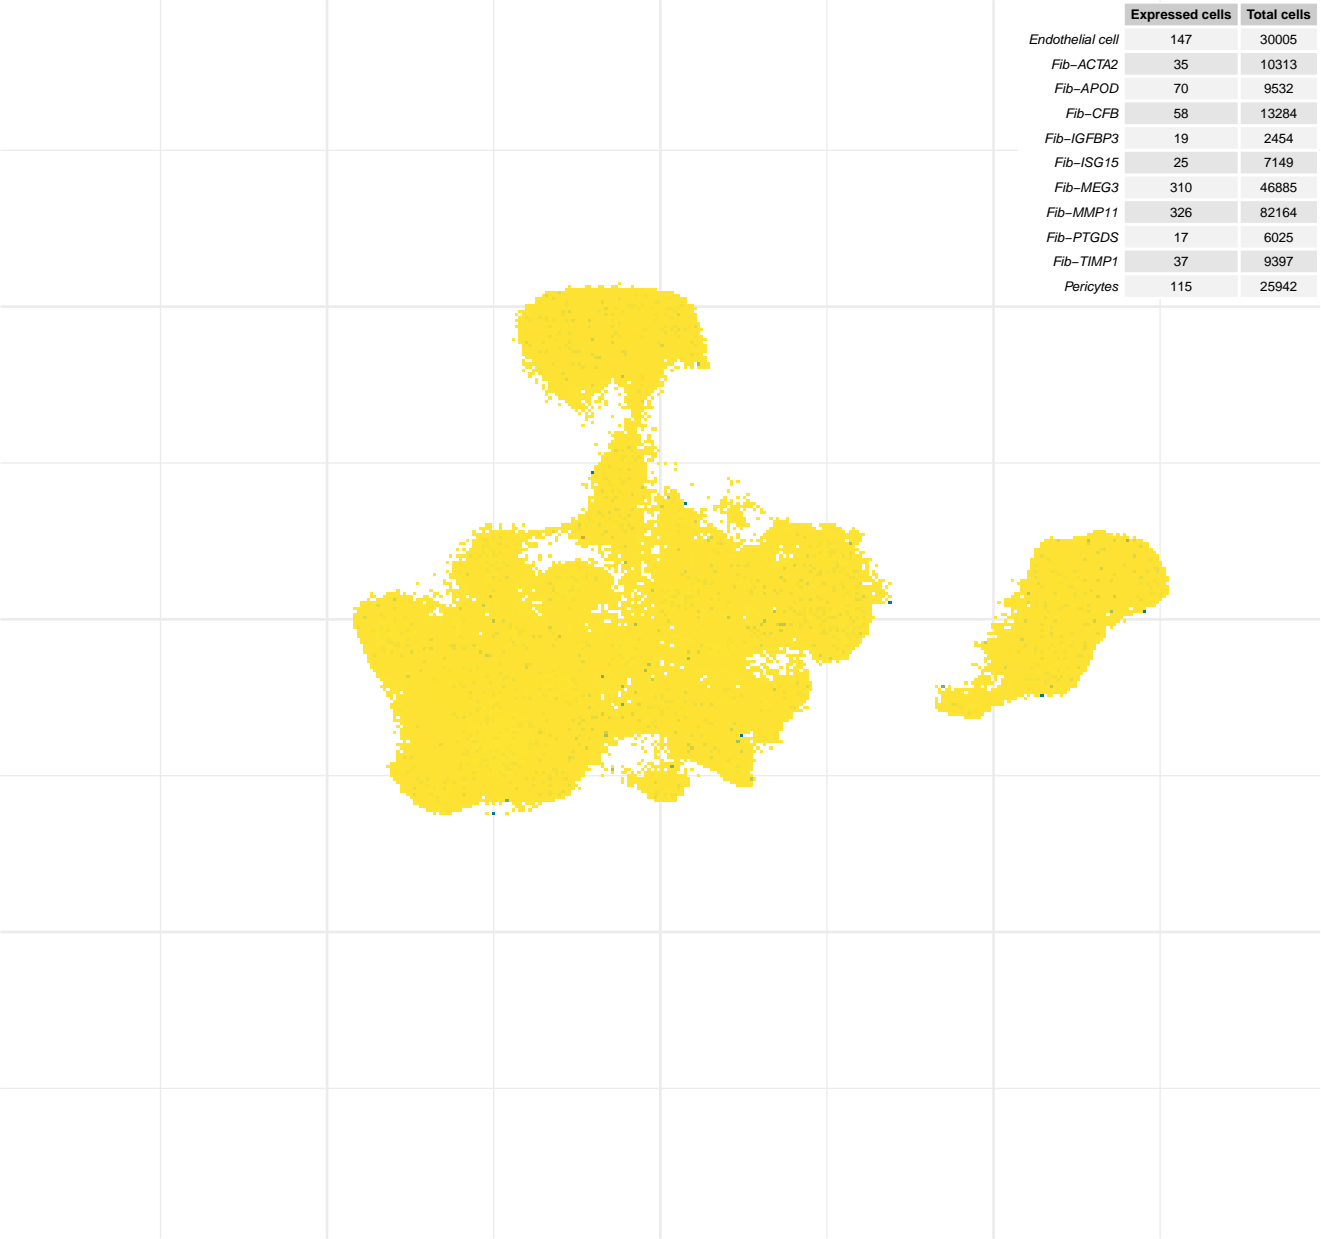 Expressed cells Total cells
Endothelial cell 147 30005
Fib−ACTA2 35 10313
Fib−APOD 70 9532
Fib−CFB 58 13284
Fib−IGFBP3 19 2454
Fib−ISG15 25 7149
Fib−MEG3 310 46885
Fib−MMP11 326 82164
Fib−PTGDS 17 6025
Fib−TIMP1 37 9397
Pericytes 115 25942